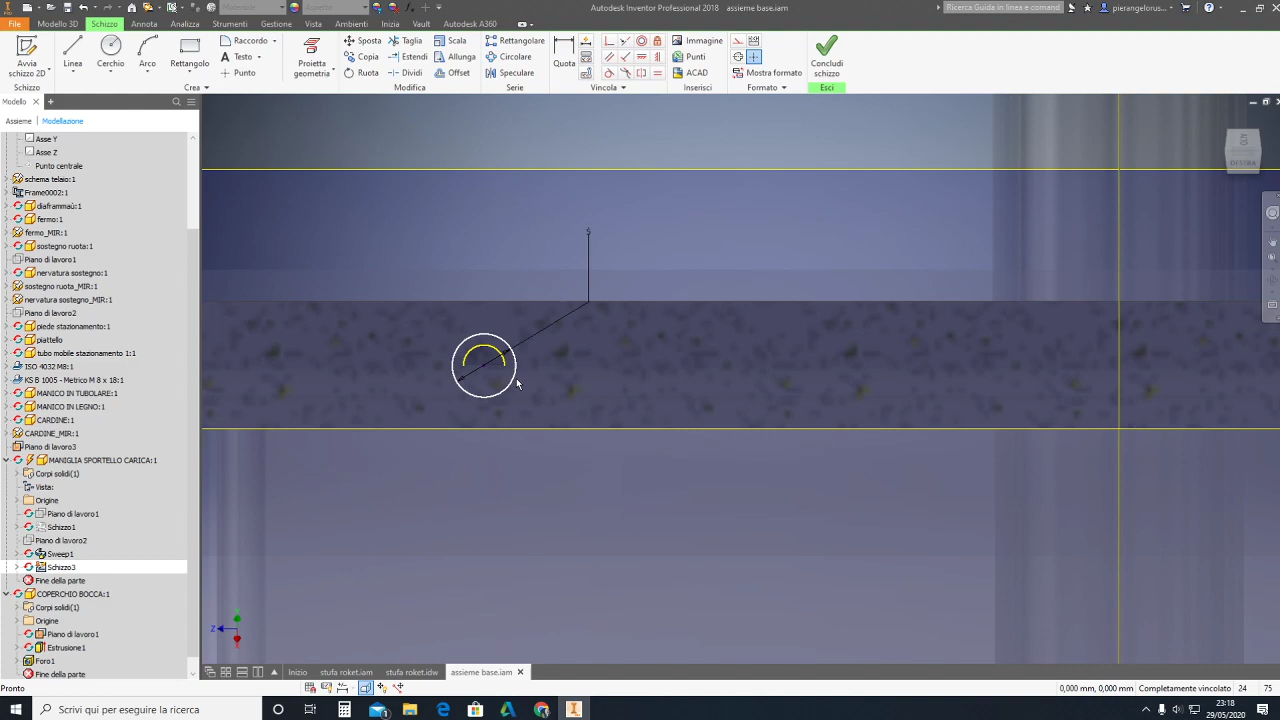 Autodesk Inventor Professional 2018 assieme base.iam
Ricerca Guida in linea e comand
pierangelorus...
File Modello 3D Schizzo Annota Analizza Strumenti Gestione Vista Ambienti Inizia Vault Autodesk A360
Avvia schizzo 2D
Linea
Cerchio
Arco
Rettangolo
Raccordo
Testo
Punto
Proietta geometria
Sposta
Copia
Ruota
Taglia
Estendi
Dividi
Scala
Allunga
Offset
Rettangolare
Circolare
Speculare
Quota
Immagine
Punti
ACAD
Mostra formato
Concludi schizzo
Schizzo Crea Modifica Serie Vincola Inserisci Formato Esci
Modello
Assieme Modellazione
Asse Y
Asse Z
Punto centrale
schema telaio:1
Frame0002:1
diaframmaù:1
fermo:1
fermo_MIR:1
sostegno ruota:1
Piano di lavoro1
nervatura sostegno:1
sostegno ruota_MIR:1
nervatura sostegno_MIR:1
Piano di lavoro2
piede stazionamento:1
piattello
tubo mobile stazionamento 1:1
ISO 4032 M8:1
KS B 1005 - Metrico M 8 x 18:1
MANICO IN TUBOLARE:1
MANICO IN LEGNO:1
CARDINE:1
CARDINE_MIR:1
Piano di lavoro3
MANIGLIA SPORTELLO CARICA:1
Corpi solidi(1)
Vista:
Origine
Piano di lavoro1
Schizzo1
Piano di lavoro2
Sweep1
Schizzo3
Fine della parte
COPERCHIO BOCCA:1
Corpi solidi(1)
Origine
Piano di lavoro1
Estrusione1
Foro1
Fine della parte
ALTO
DESTRA
Z
Inizio stufa roket.iam stufa roket.idw assieme base.iam
Pronto
0,000 mm, 0,000 mm Completamente vincolato 24 75
Scrivi qui per eseguire la ricerca
23:18
29/05/2020